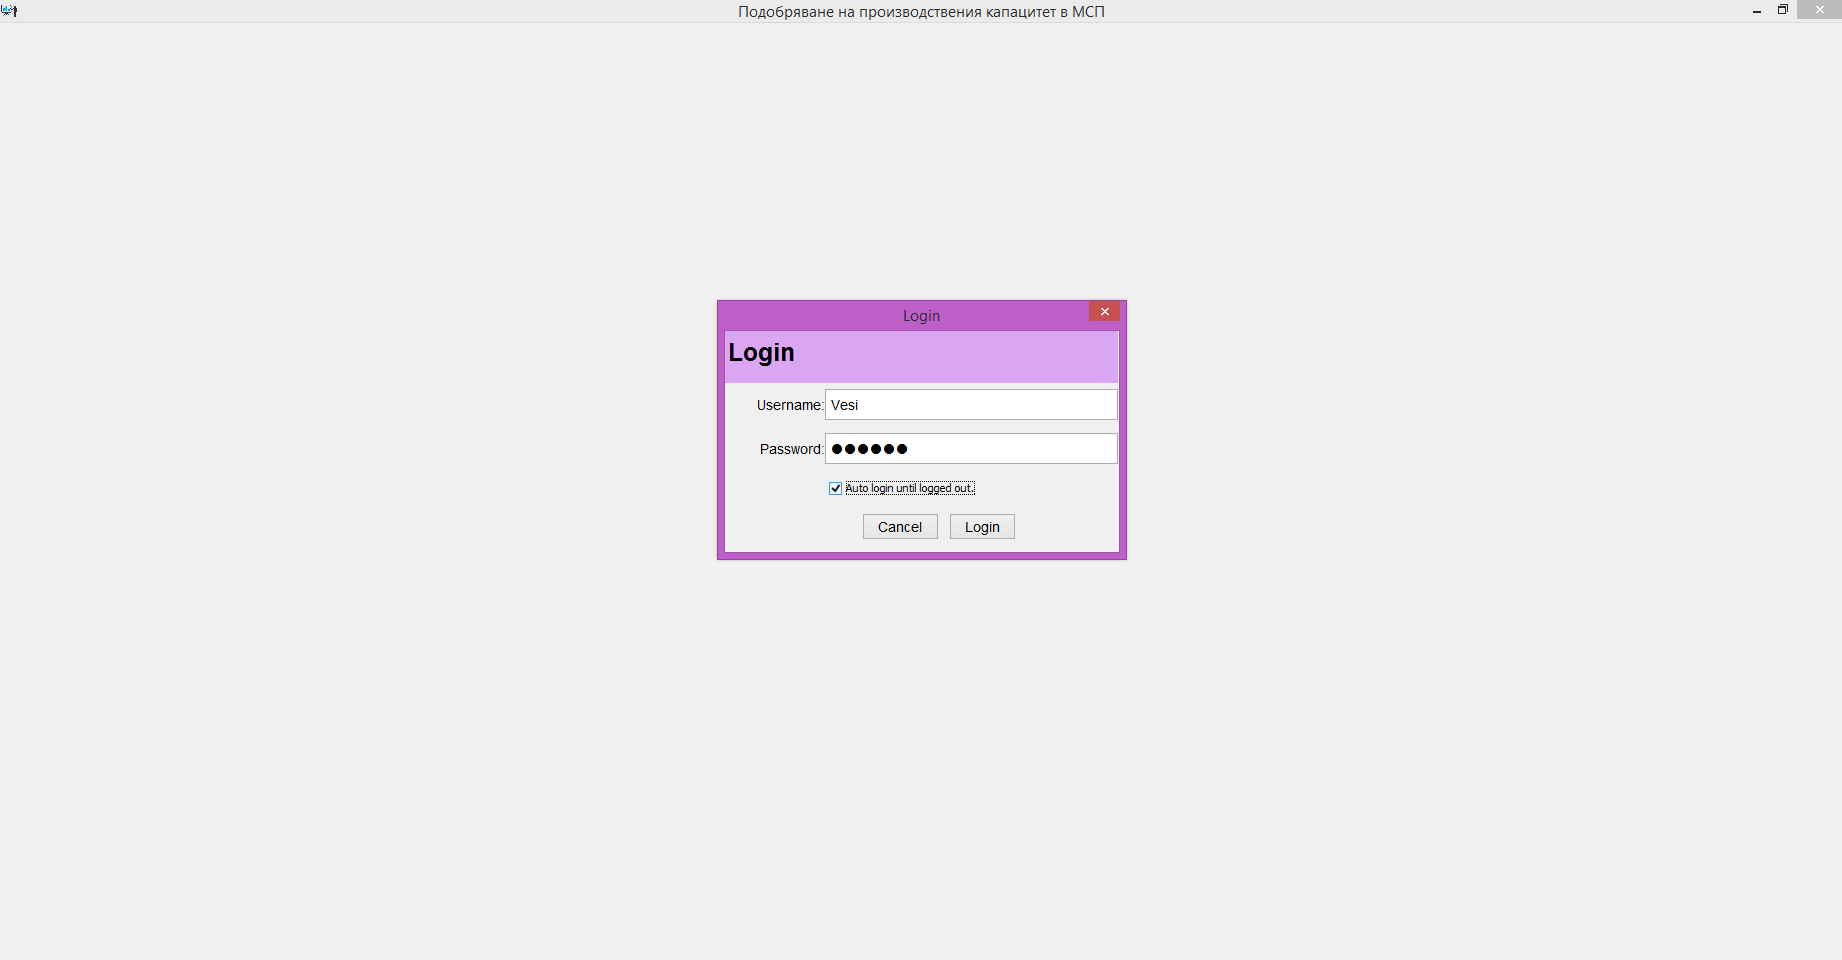 Подобряване на производствения капацитет в МСП
Login
Login
Username: Vesi
Password: ●●●●●●
Auto login until logged out.
Cancel Login